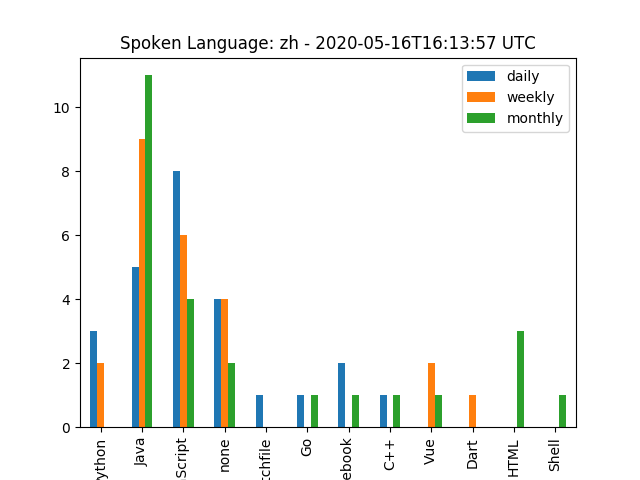 Spoken Language: zh - 2020-05-16T16:13:57 UTC
daily
weekly
monthly
10
8
6
4
2
0
ython
Java
Script
none
tchfile
Go
ebook
C++
Vue
Dart
HTML
Shell